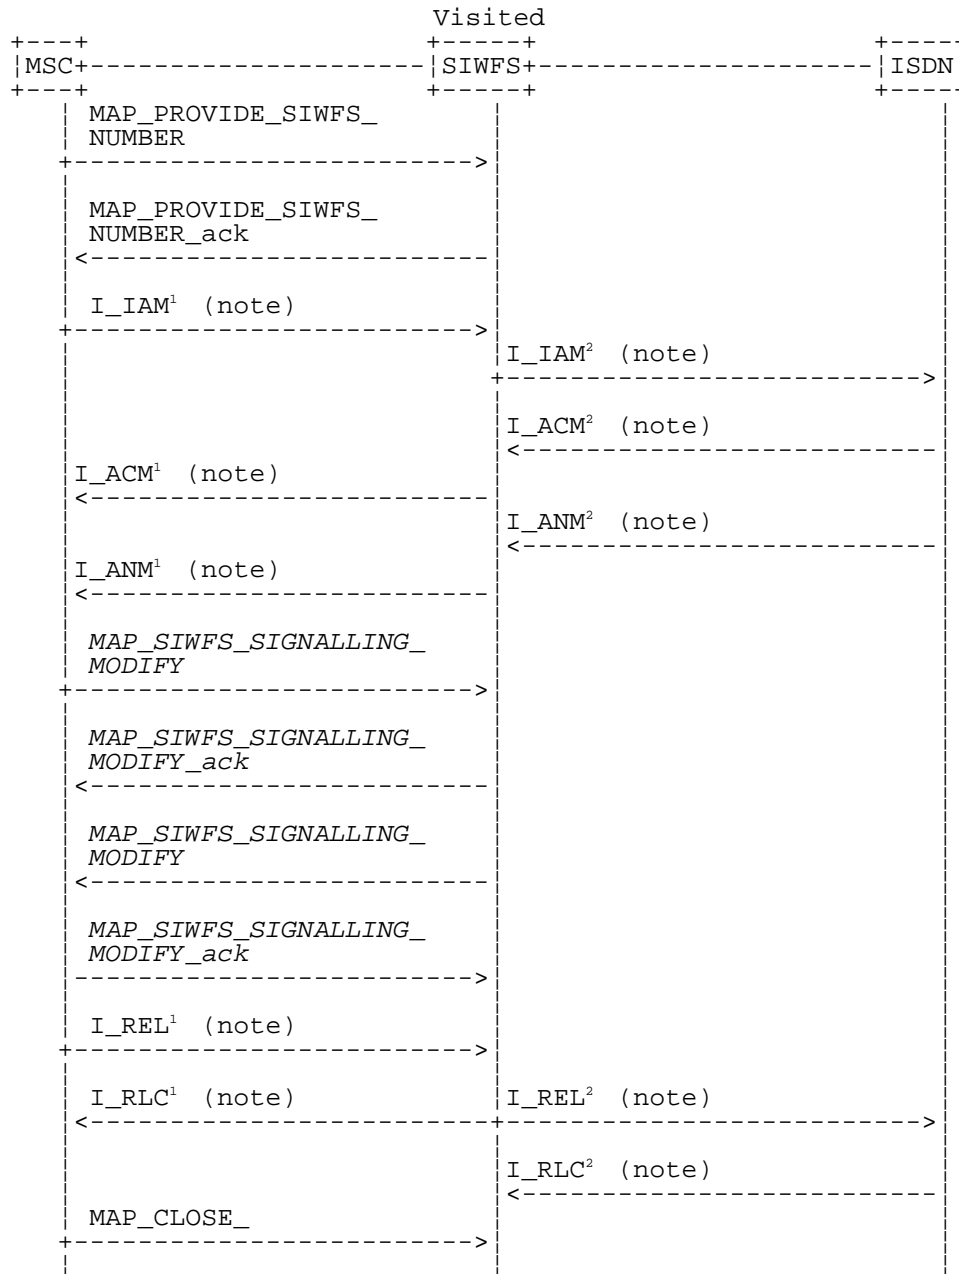 Visited
MSC SIWFS ISDN
MAP_PROVIDE_SIWFS_
NUMBER
MAP_PROVIDE_SIWFS_
NUMBER_ack
I_IAM¹ (note)
I_IAM² (note)
I_ACM² (note)
I_ACM¹ (note)
I_ANM² (note)
I_ANM¹ (note)
MAP_SIWFS_SIGNALLING_
MODIFY
MAP_SIWFS_SIGNALLING_
MODIFY_ack
MAP_SIWFS_SIGNALLING_
MODIFY
MAP_SIWFS_SIGNALLING_
MODIFY_ack
I_REL¹ (note)
I_RLC¹ (note) I_REL² (note)
I_RLC² (note)
MAP_CLOSE_